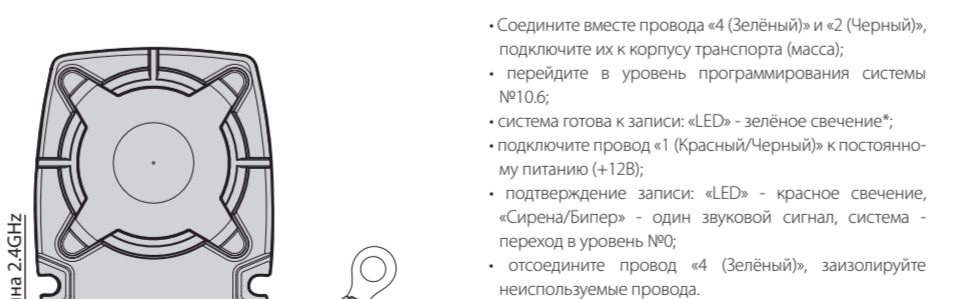 • Соедините вместе провода «4 (Зелёный)» и «2 (Черный)»,
подключите их к корпусу транспорта (масса);
• перейдите в уровень программирования системы
№10.6;
• система готова к записи: «LED» - зелёное свечение*;
• подключите провод «1 (Красный/Черный)» к постоянно-
му питанию (+12В);
• подтверждение записи: «LED» - красное свечение,
«Сирена/Бипер» - один звуковой сигнал, система -
переход в уровень №0;
• отсоедините провод «4 (Зелёный)», заизолируйте
неиспользуемые провода.
2.4GHz